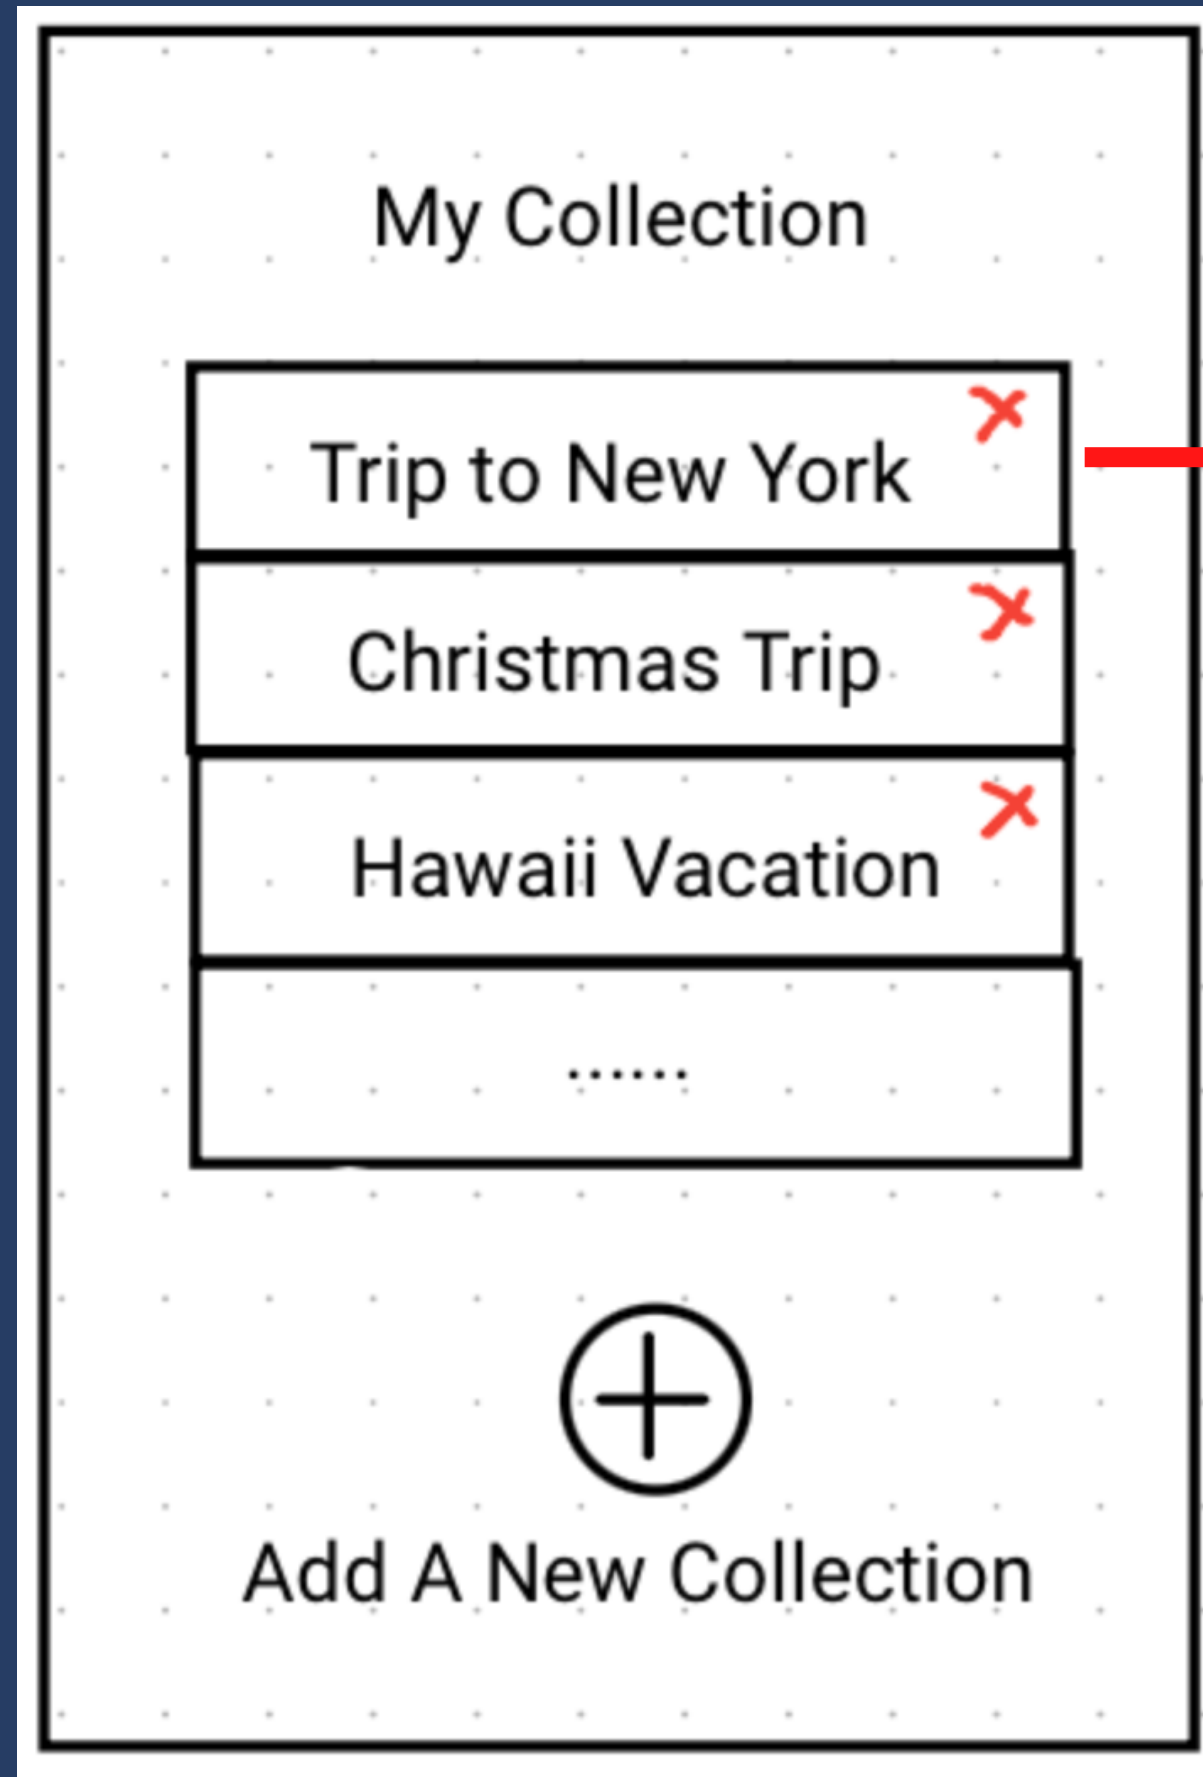 My Collection
Trip to New York
Christmas Trip
Hawaii Vacation
......
Add A New Collection